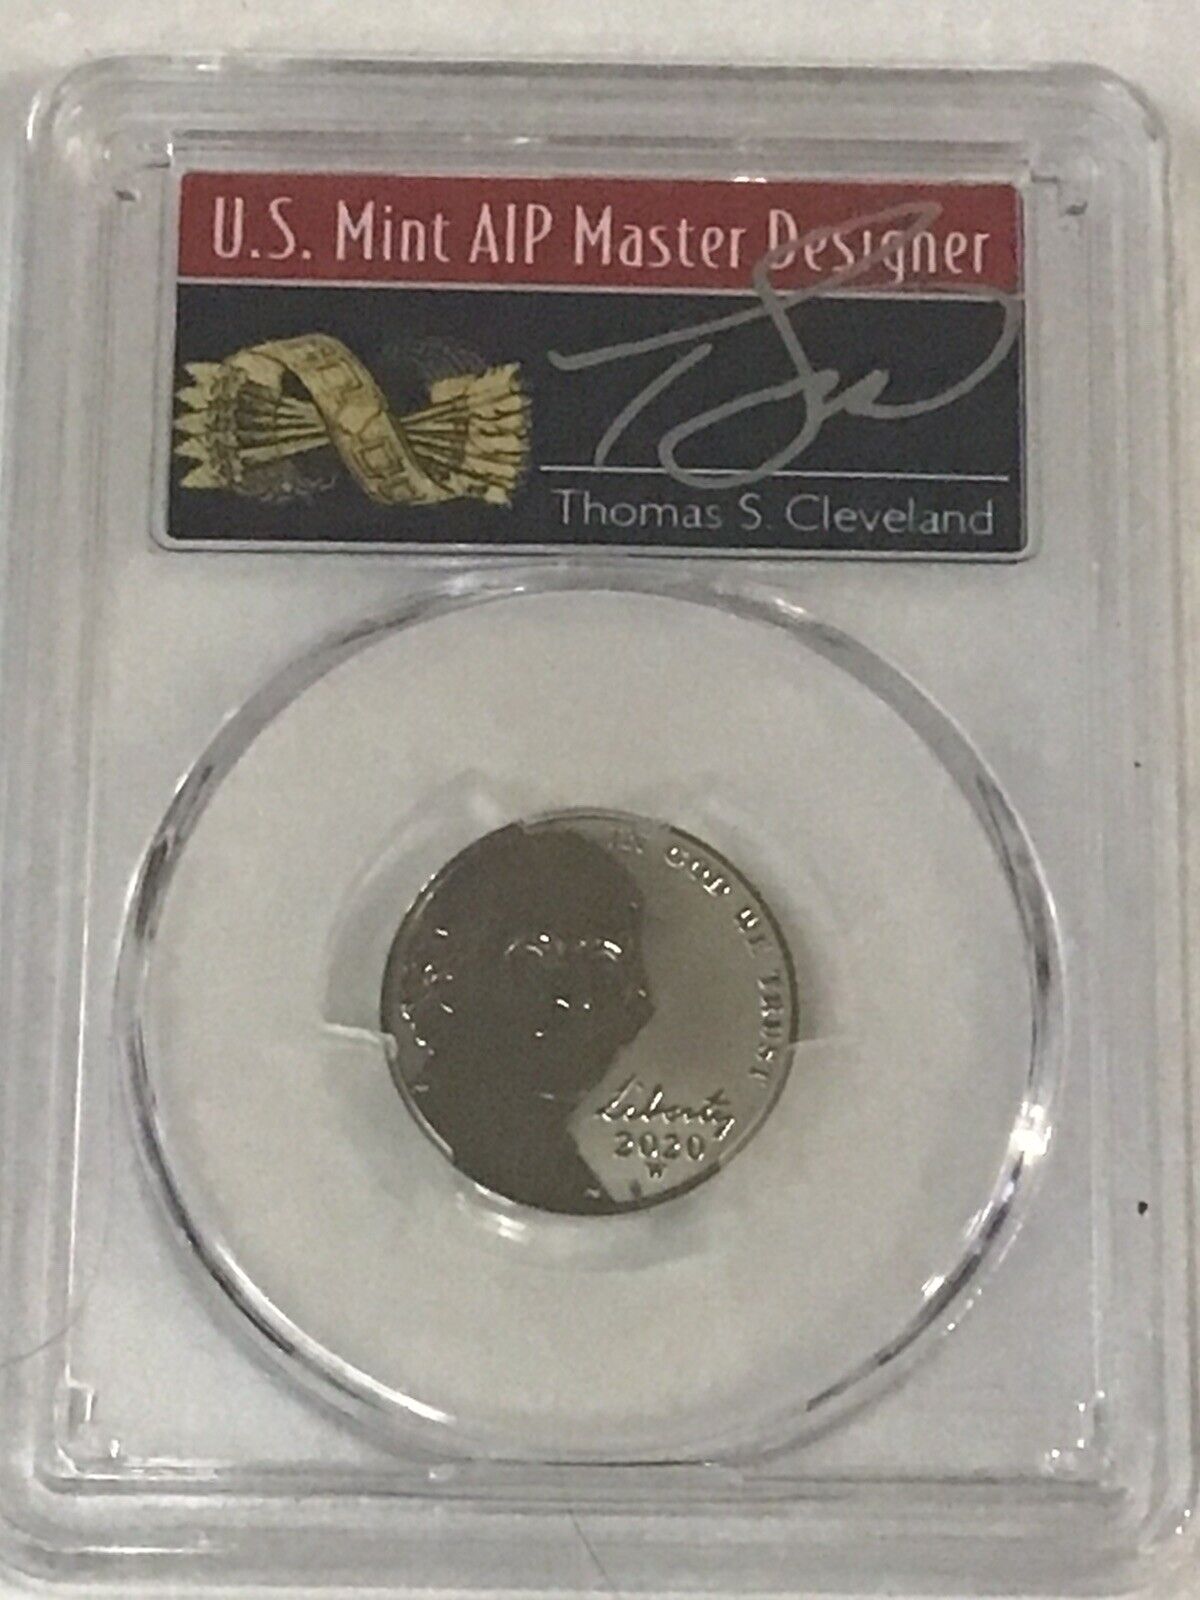 U.S. Mint AIP Master Designer
Thomas S. Cleveland
IN GOD WE TRUST
Liberty
2020
W